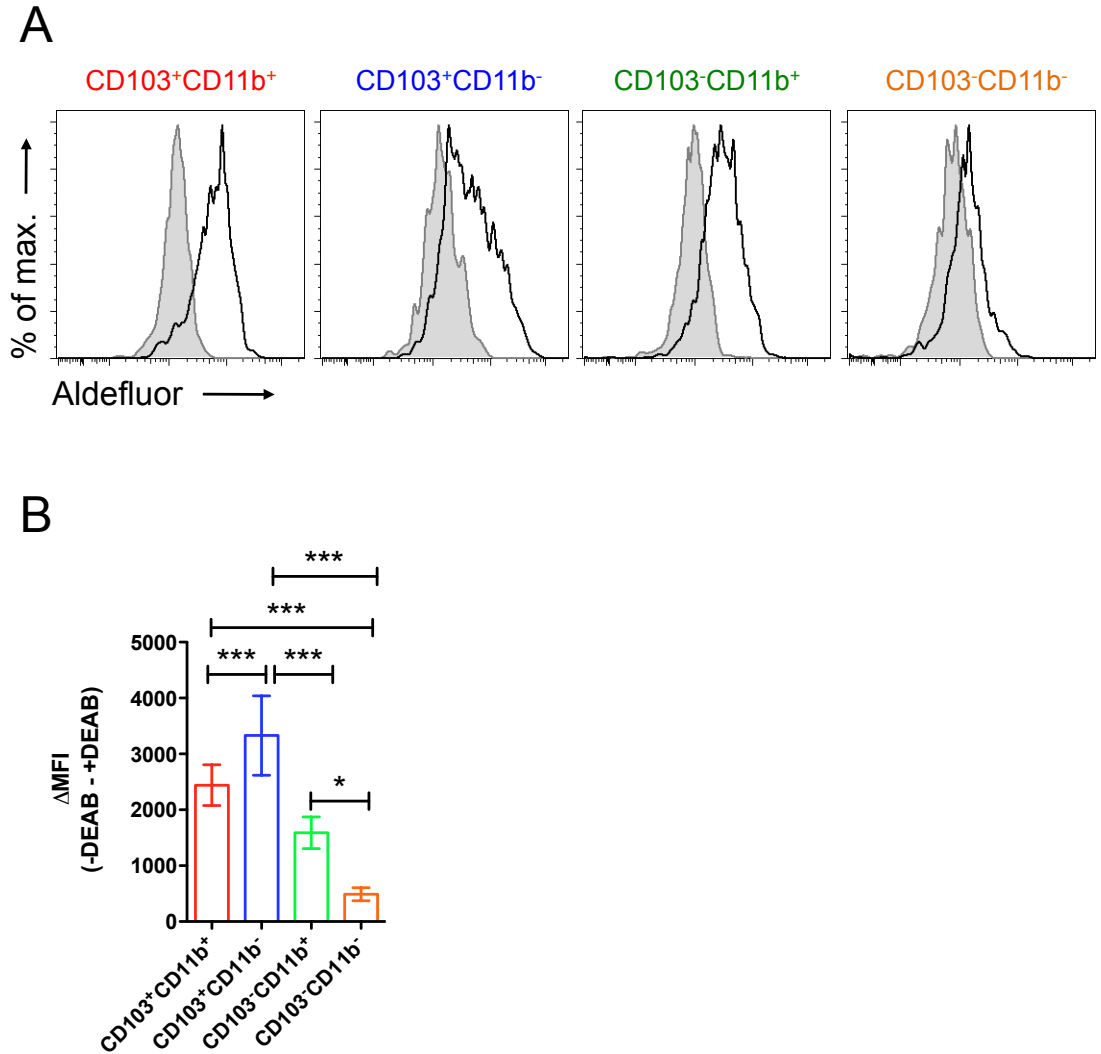 A
CD103⁺CD11b⁺ CD103⁺CD11b⁻ CD103⁻CD11b⁺ CD103⁻CD11b⁻
% of max.
Aldefluor
B
***
***
*** ***
*
ΔMFI
(-DEAB - +DEAB)
5000
4000
3000
2000
1000
0
CD103⁺CD11b⁺
CD103⁺CD11b⁻
CD103⁻CD11b⁺
CD103⁻CD11b⁻